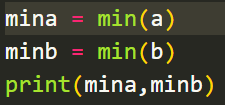 mina = min(a)
minb = min(b)
print(mina,minb)